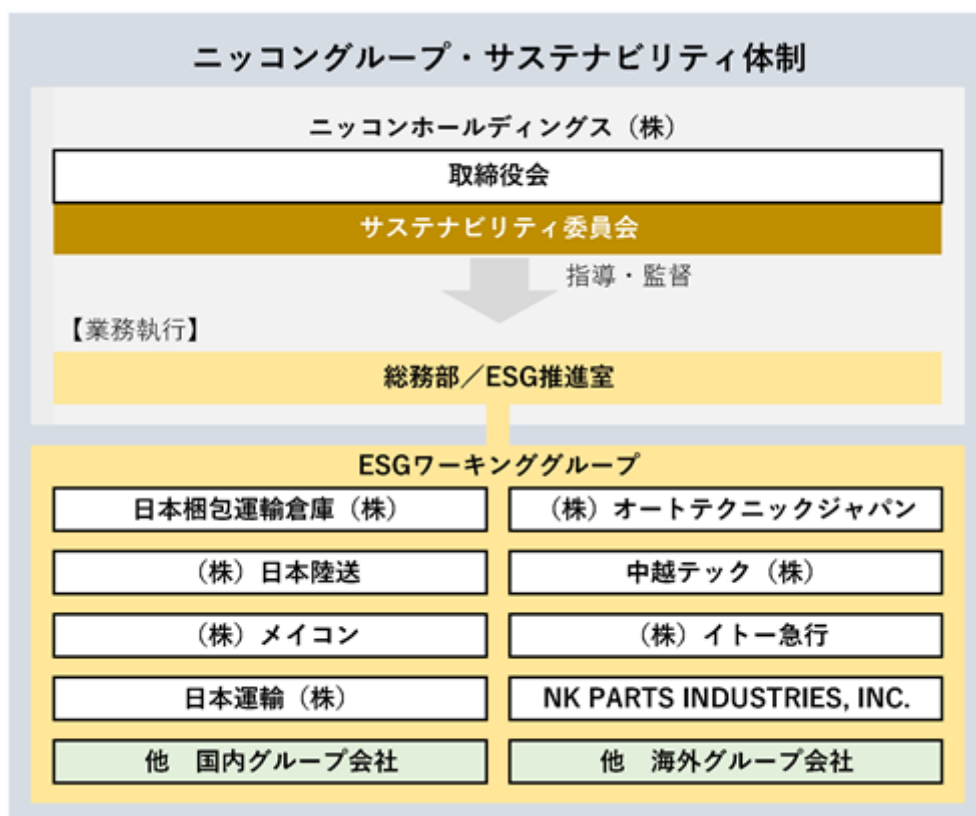 ニッコングループ・サステナビリティ体制
ニッコンホールディングス（株）
取締役会
サステナビリティ委員会
指導・監督
【業務執行】
総務部／ESG推進室
ESGワーキンググループ
日本梱包運輸倉庫（株）
（株）オートテクニックジャパン
（株）日本陸送
中越テック（株）
（株）メイコン
（株）イトー急行
日本運輸（株）
NK PARTS INDUSTRIES, INC.
他　国内グループ会社
他　海外グループ会社